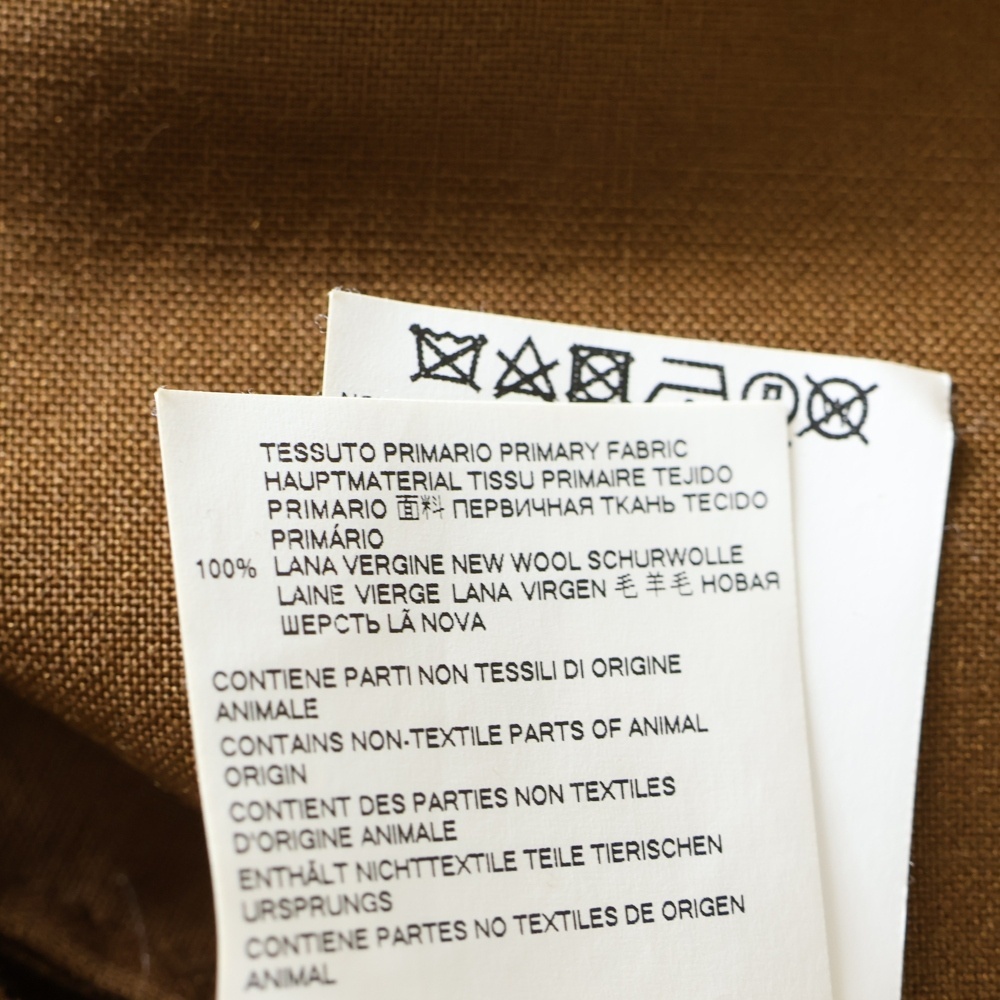 TESSUTO PRIMARIO PRIMARY FABRIC
HAUPTMATERIAL TISSU PRIMAIRE TEJIDO
PRIMARIO 面料 ПЕРВИЧНАЯ ТКАНЬ TECIDO
PRIMÁRIO
100% LANA VERGINE NEW WOOL SCHURWOLLE
LAINE VIERGE LANA VIRGEN 毛 羊毛 НОВАЯ
ШЕРСТЬ LÃ NOVA
CONTIENE PARTI NON TESSILI DI ORIGINE
ANIMALE
CONTAINS NON-TEXTILE PARTS OF ANIMAL
ORIGIN
CONTIENT DES PARTIES NON TEXTILES
D'ORIGINE ANIMALE
ENTHÄLT NICHTTEXTILE TEILE TIERISCHEN
URSPRUNGS
CONTIENE PARTES NO TEXTILES DE ORIGEN
ANIMAL